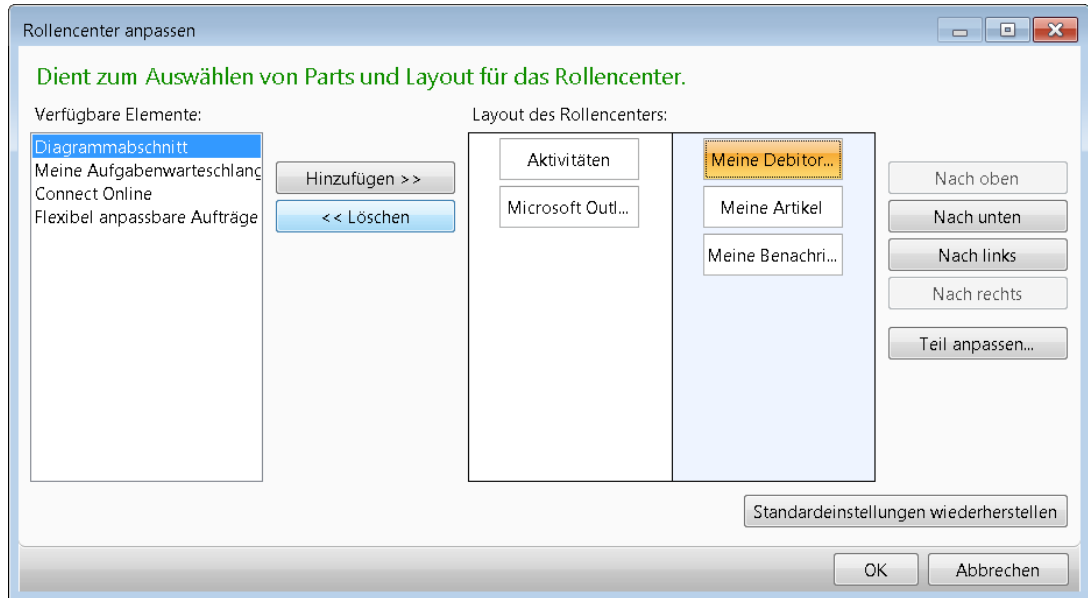 Rollencenter anpassen
Dient zum Auswählen von Parts und Layout für das Rollencenter.
Verfügbare Elemente:
Diagrammabschnitt
Meine Aufgabenwarteschlang
Connect Online
Flexibel anpassbare Aufträge
Hinzufügen >>
<< Löschen
Layout des Rollencenters:
Aktivitäten
Microsoft Outl...
Meine Debitor...
Meine Artikel
Meine Benachri...
Nach oben
Nach unten
Nach links
Nach rechts
Teil anpassen...
Standardeinstellungen wiederherstellen
OK
Abbrechen